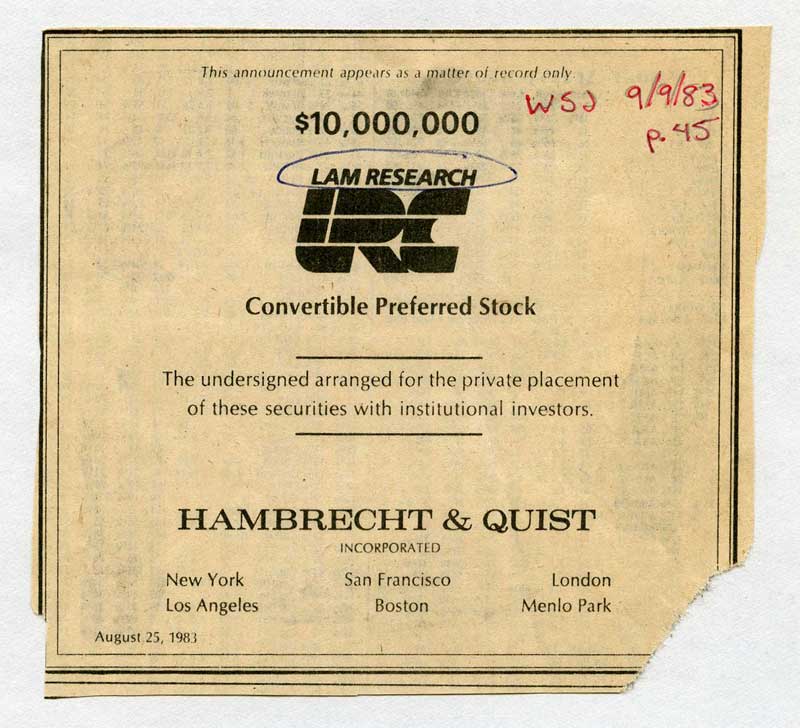 This announcement appears as a matter of record only.
WSJ 9/9/83
p. 45
$10,000,000
LAM RESEARCH
LRC
Convertible Preferred Stock
The undersigned arranged for the private placement
of these securities with institutional investors.
HAMBRECHT & QUIST
INCORPORATED
New York San Francisco London
Los Angeles Boston Menlo Park
August 25, 1983